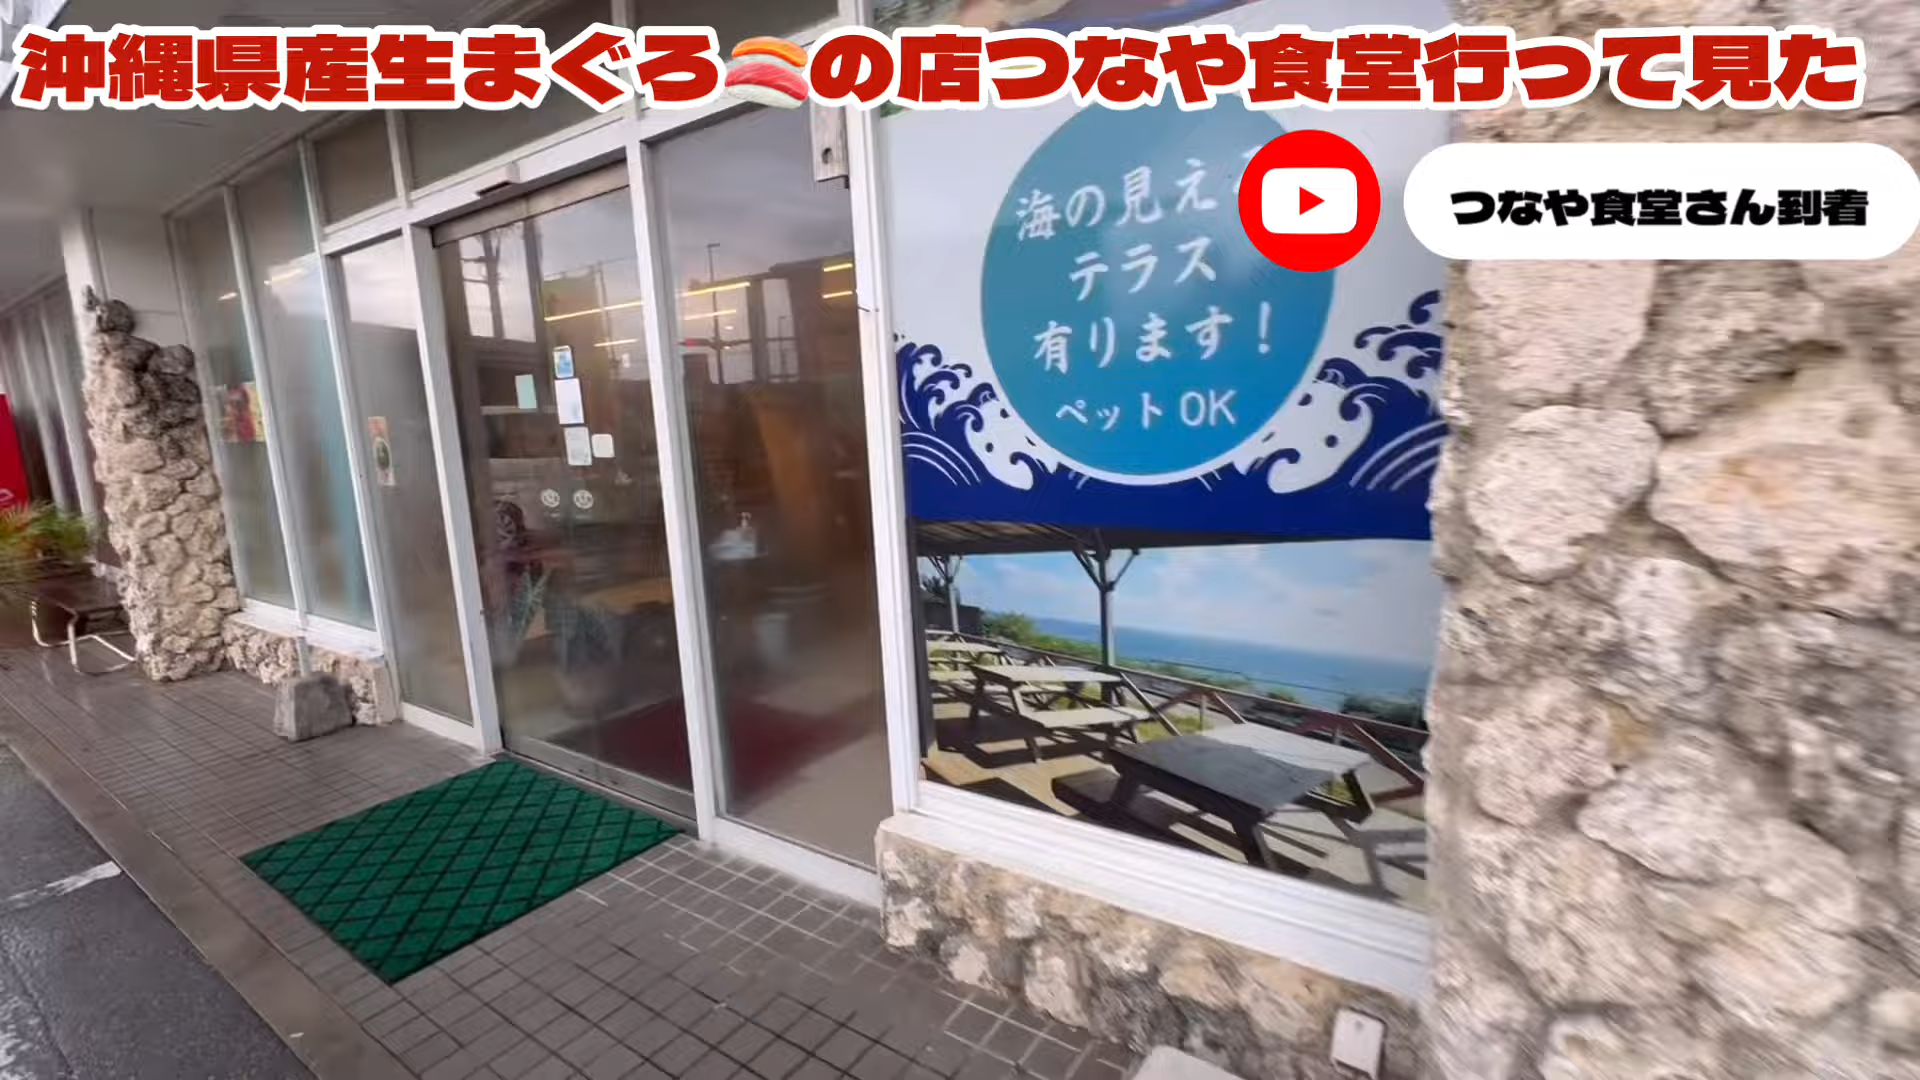 沖縄県産生まぐろ🍣の店つなや食堂行って見た
つなや食堂さん到着
海の見え
テラス
有ります!
ペットOK